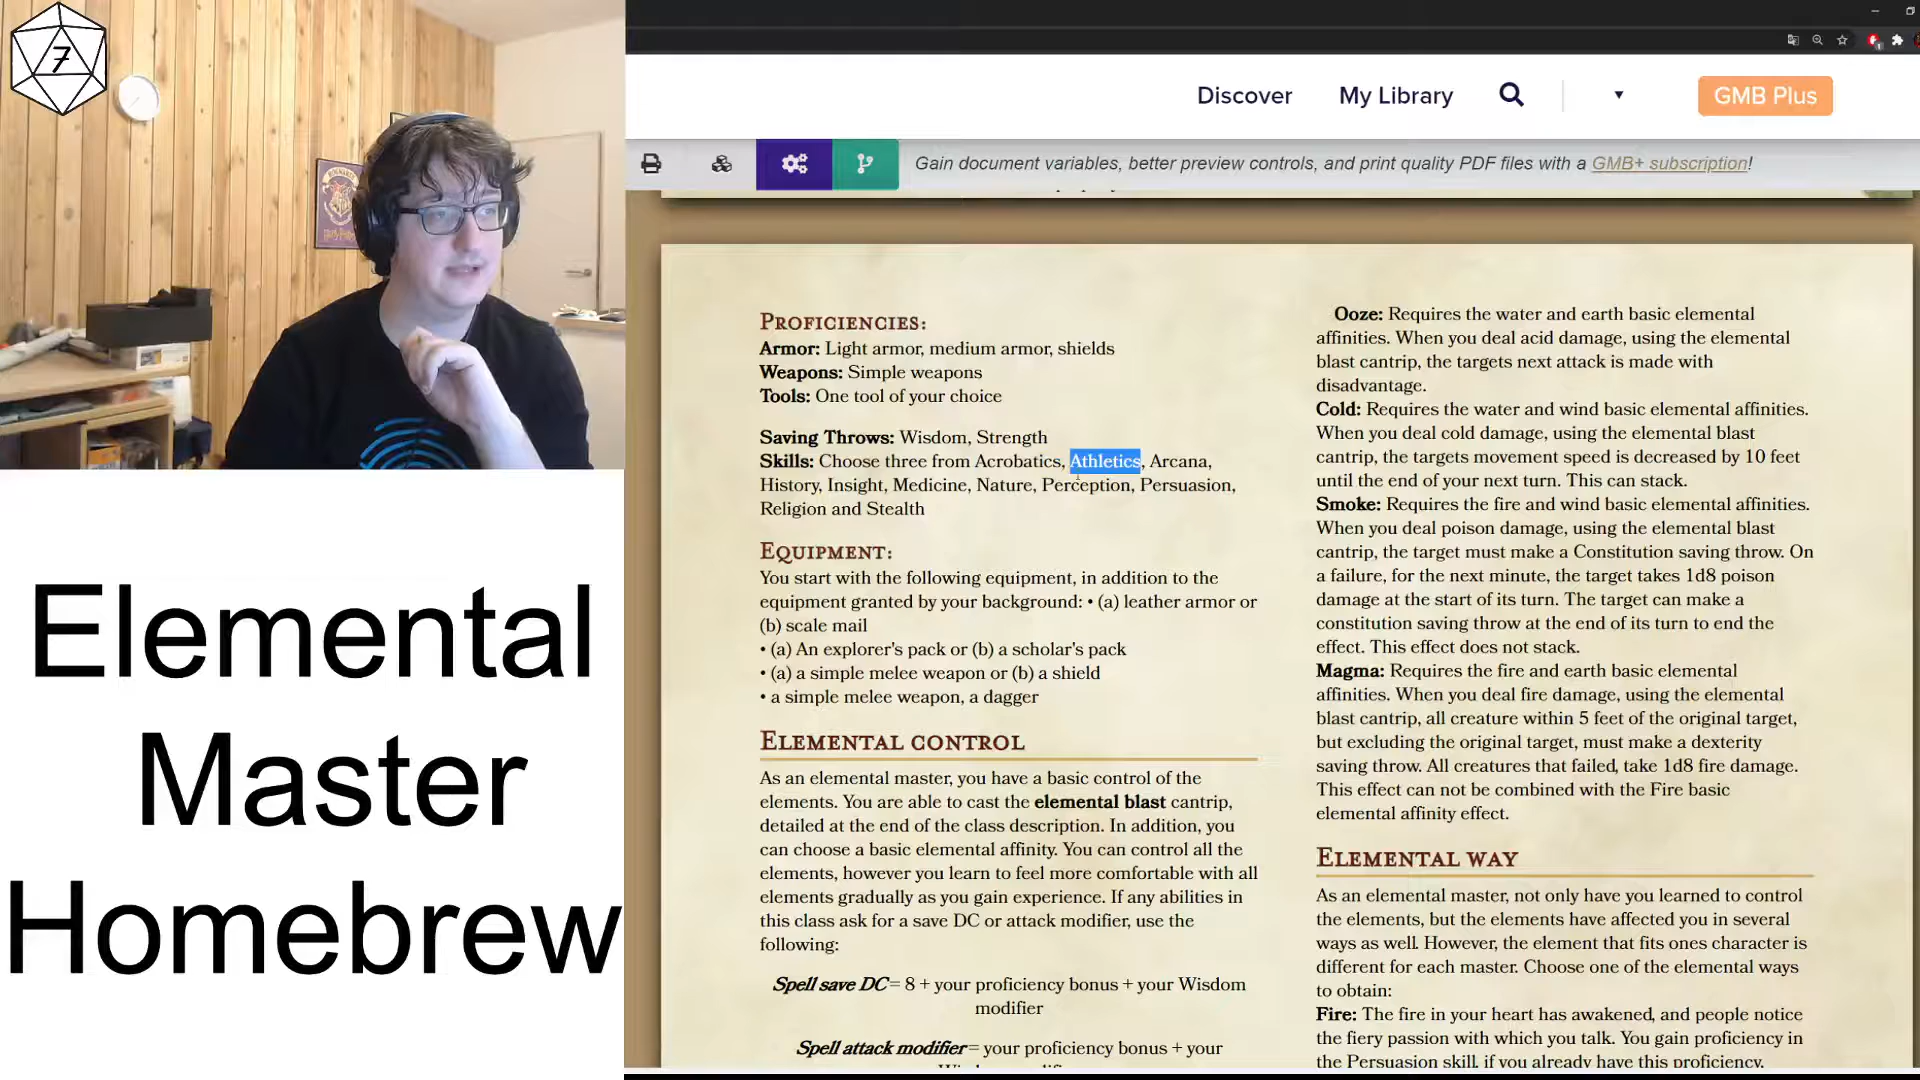 7
HOGWARTS
Elemental
Master
Homebrew
Discover
My Library
GMB Plus
Gain document variables, better preview controls, and print quality PDF files with a GMB+ subscription!
PROFICIENCIES:
Armor: Light armor, medium armor, shields
Weapons: Simple weapons
Tools: One tool of your choice
Saving Throws: Wisdom, Strength
Skills: Choose three from Acrobatics, Athletics, Arcana,
History, Insight, Medicine, Nature, Perception, Persuasion,
Religion and Stealth
EQUIPMENT:
You start with the following equipment, in addition to the
equipment granted by your background: • (a) leather armor or
(b) scale mail
• (a) An explorer's pack or (b) a scholar's pack
• (a) a simple melee weapon or (b) a shield
• a simple melee weapon, a dagger
ELEMENTAL CONTROL
As an elemental master, you have a basic control of the
elements. You are able to cast the elemental blast cantrip,
detailed at the end of the class description. In addition, you
can choose a basic elemental affinity. You can control all the
elements, however you learn to feel more comfortable with all
elements gradually as you gain experience. If any abilities in
this class ask for a save DC or attack modifier, use the
following:
Spell save DC= 8 + your proficiency bonus + your Wisdom
modifier
Spell attack modifier= your proficiency bonus + your
Ooze: Requires the water and earth basic elemental
affinities. When you deal acid damage, using the elemental
blast cantrip, the targets next attack is made with
disadvantage.
Cold: Requires the water and wind basic elemental affinities.
When you deal cold damage, using the elemental blast
cantrip, the targets movement speed is decreased by 10 feet
until the end of your next turn. This can stack.
Smoke: Requires the fire and wind basic elemental affinities.
When you deal poison damage, using the elemental blast
cantrip, the target must make a Constitution saving throw. On
a failure, for the next minute, the target takes 1d8 poison
damage at the start of its turn. The target can make a
constitution saving throw at the end of its turn to end the
effect. This effect does not stack.
Magma: Requires the fire and earth basic elemental
affinities. When you deal fire damage, using the elemental
blast cantrip, all creature within 5 feet of the original target,
but excluding the original target, must make a dexterity
saving throw. All creatures that failed, take 1d8 fire damage.
This effect can not be combined with the Fire basic
elemental affinity effect.
ELEMENTAL WAY
As an elemental master, not only have you learned to control
the elements, but the elements have affected you in several
ways as well. However, the element that fits ones character is
different for each master. Choose one of the elemental ways
to obtain:
Fire: The fire in your heart has awakened, and people notice
the fiery passion with which you talk. You gain proficiency in
the Persuasion skill, if you already have this proficiency,